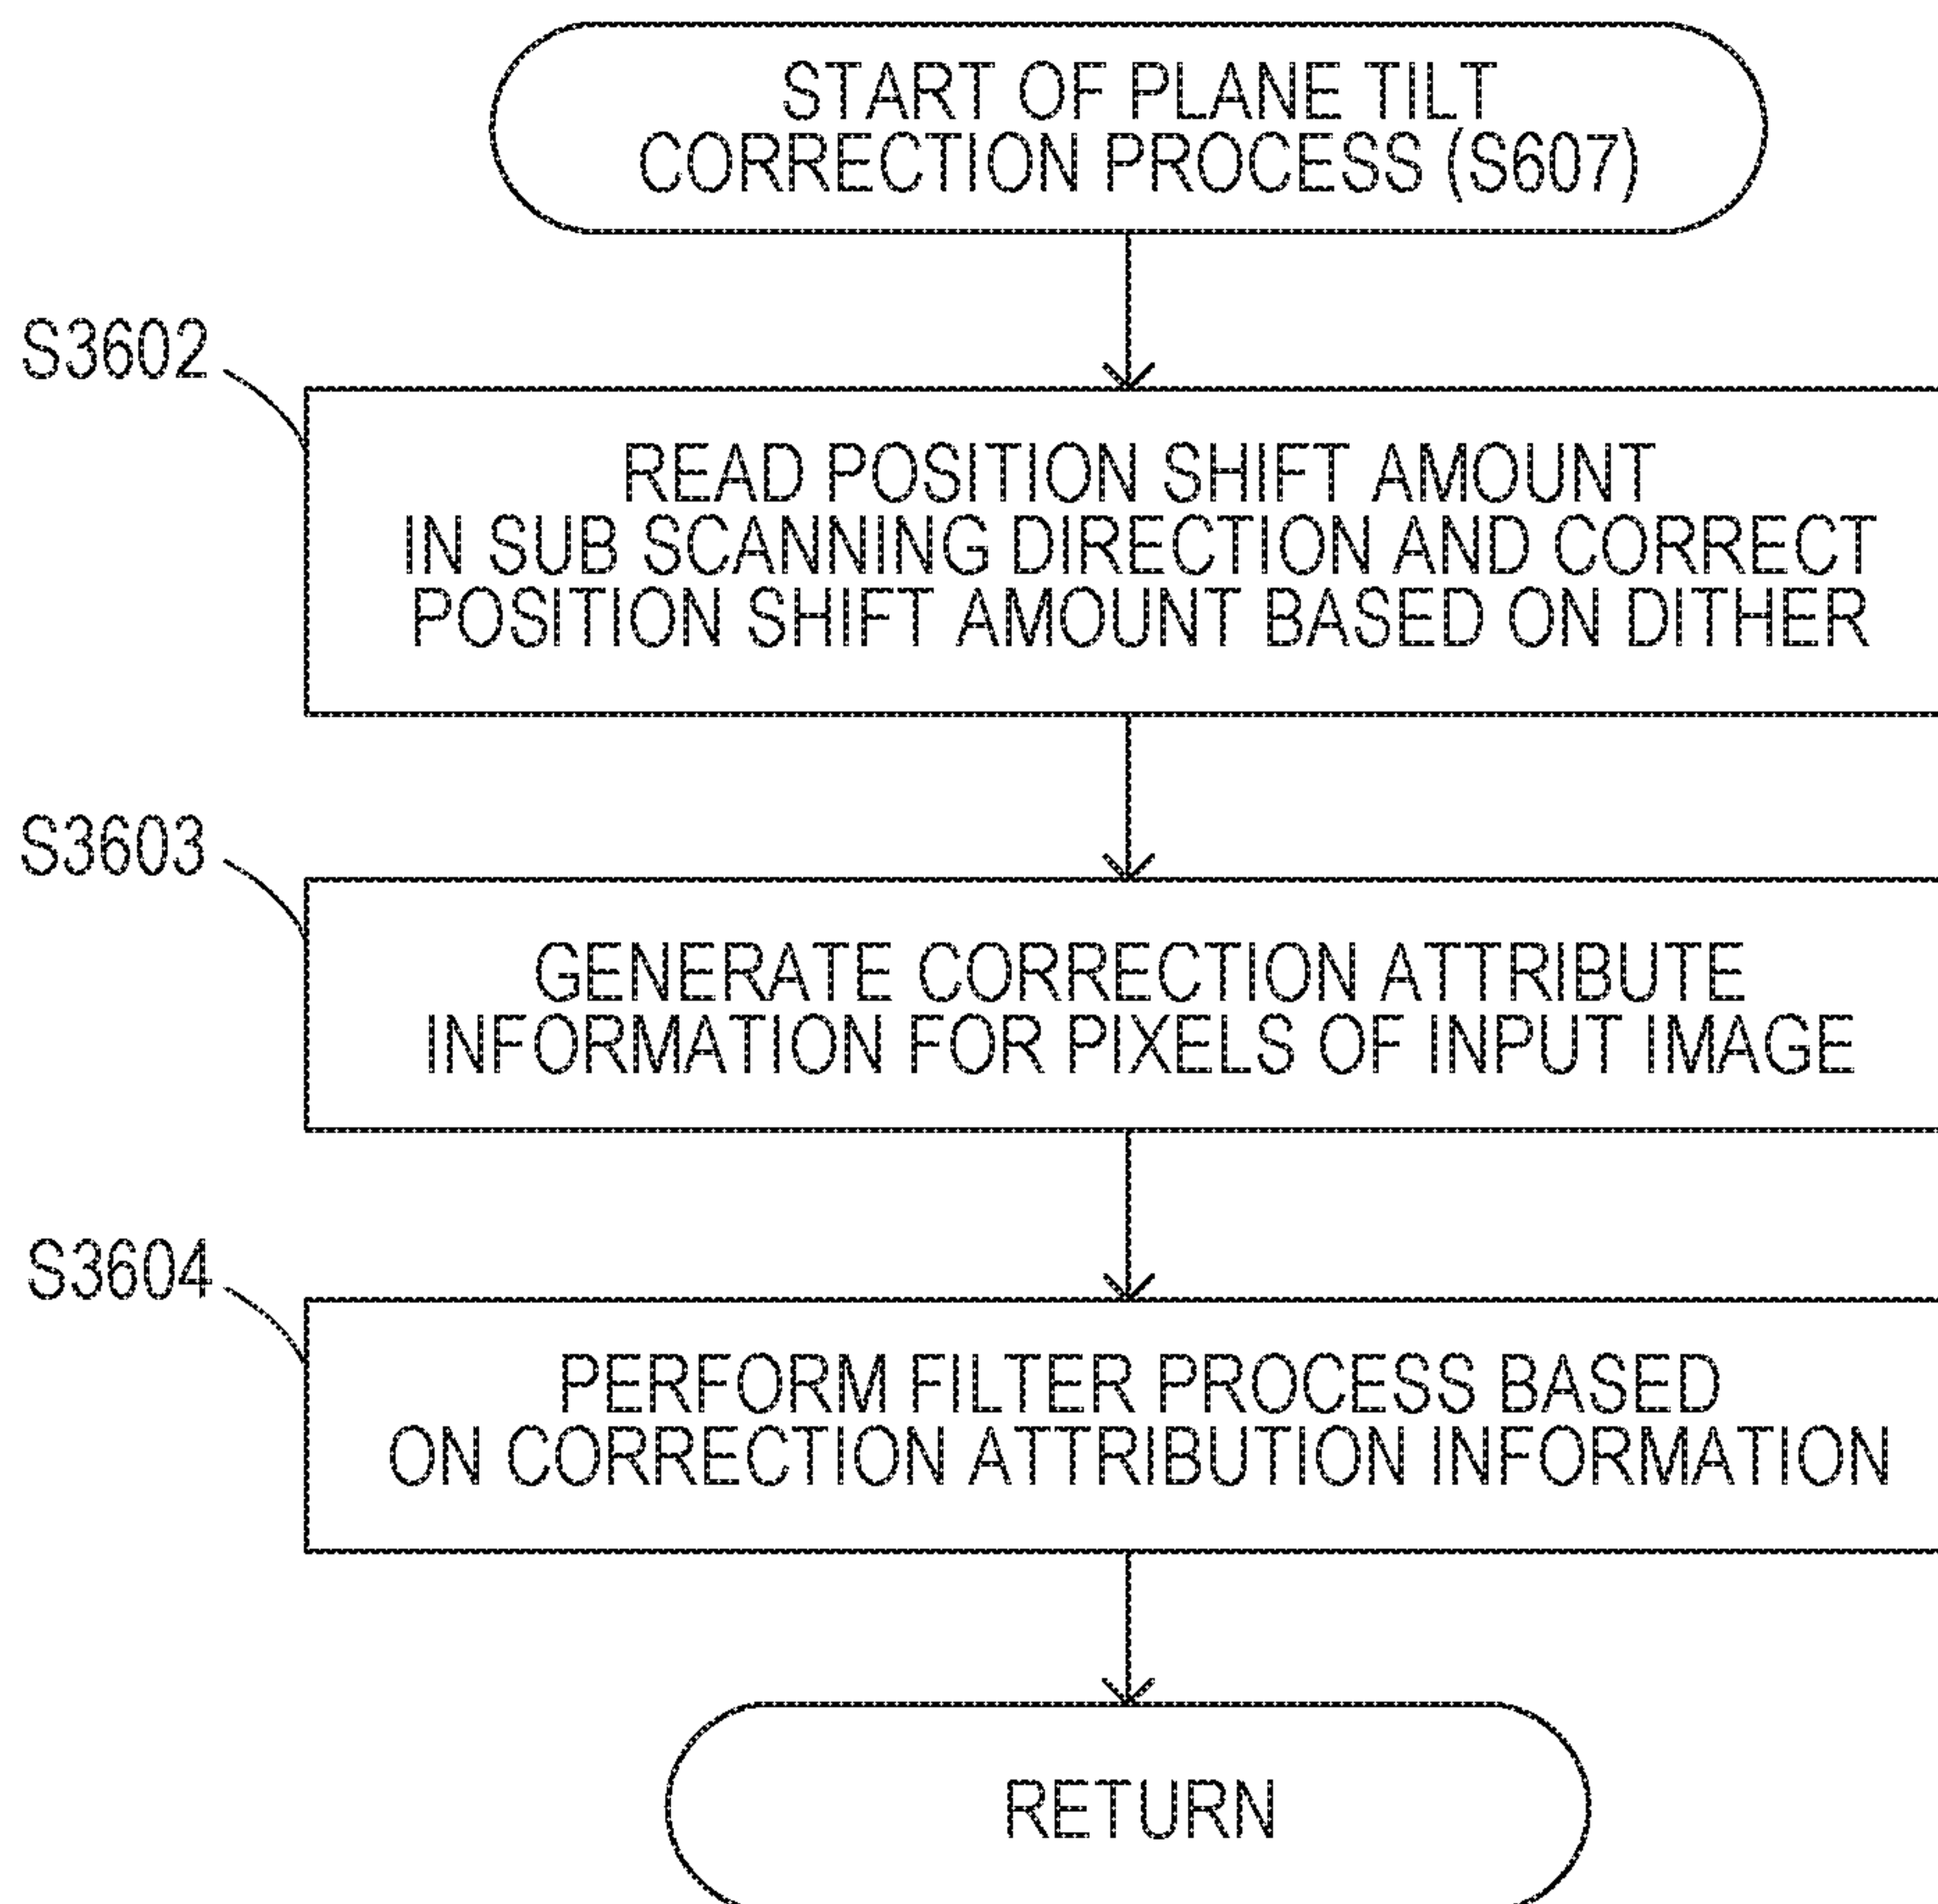 START OF PLANE TILT
CORRECTION PROCESS (S607)
S3602
READ POSITION SHIFT AMOUNT
IN SUB SCANNING DIRECTION AND CORRECT
POSITION SHIFT AMOUNT BASED ON DITHER
S3603
GENERATE CORRECTION ATTRIBUTE
INFORMATION FOR PIXELS OF INPUT IMAGE
S3604
PERFORM FILTER PROCESS BASED
ON CORRECTION ATTRIBUTION INFORMATION
RETURN